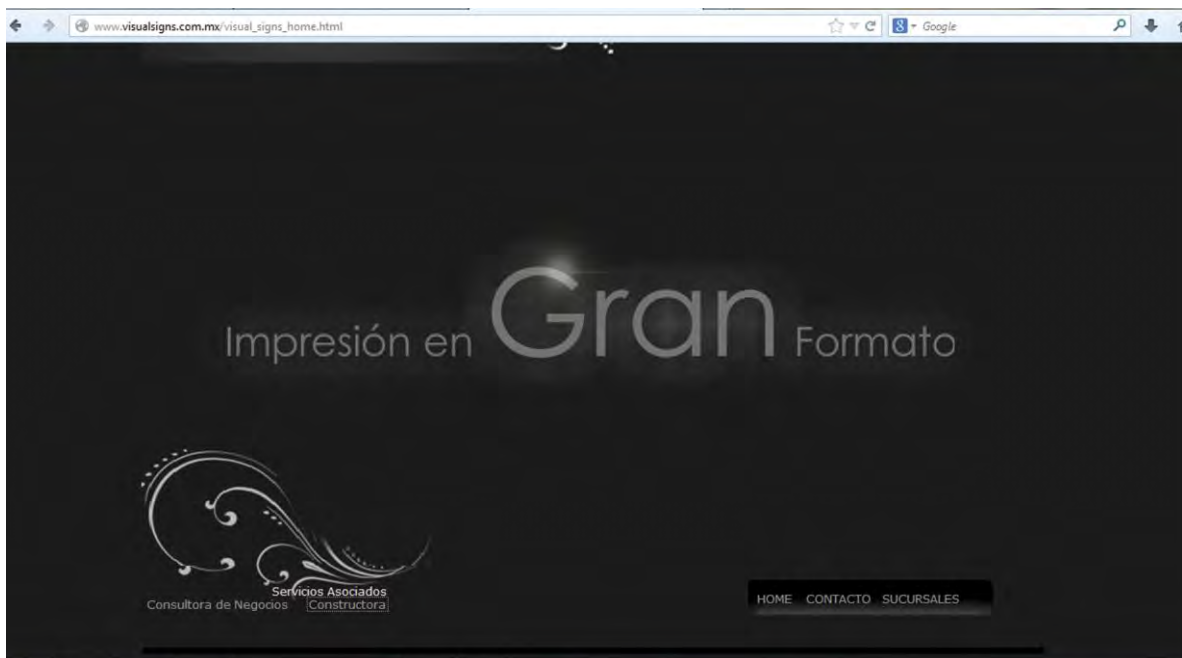 www.visualsigns.com.mx/visual_signs_home.html
Google
Impresión en Gran Formato
Servicios Asociados
Consultora de Negocios Constructora
HOME CONTACTO SUCURSALES